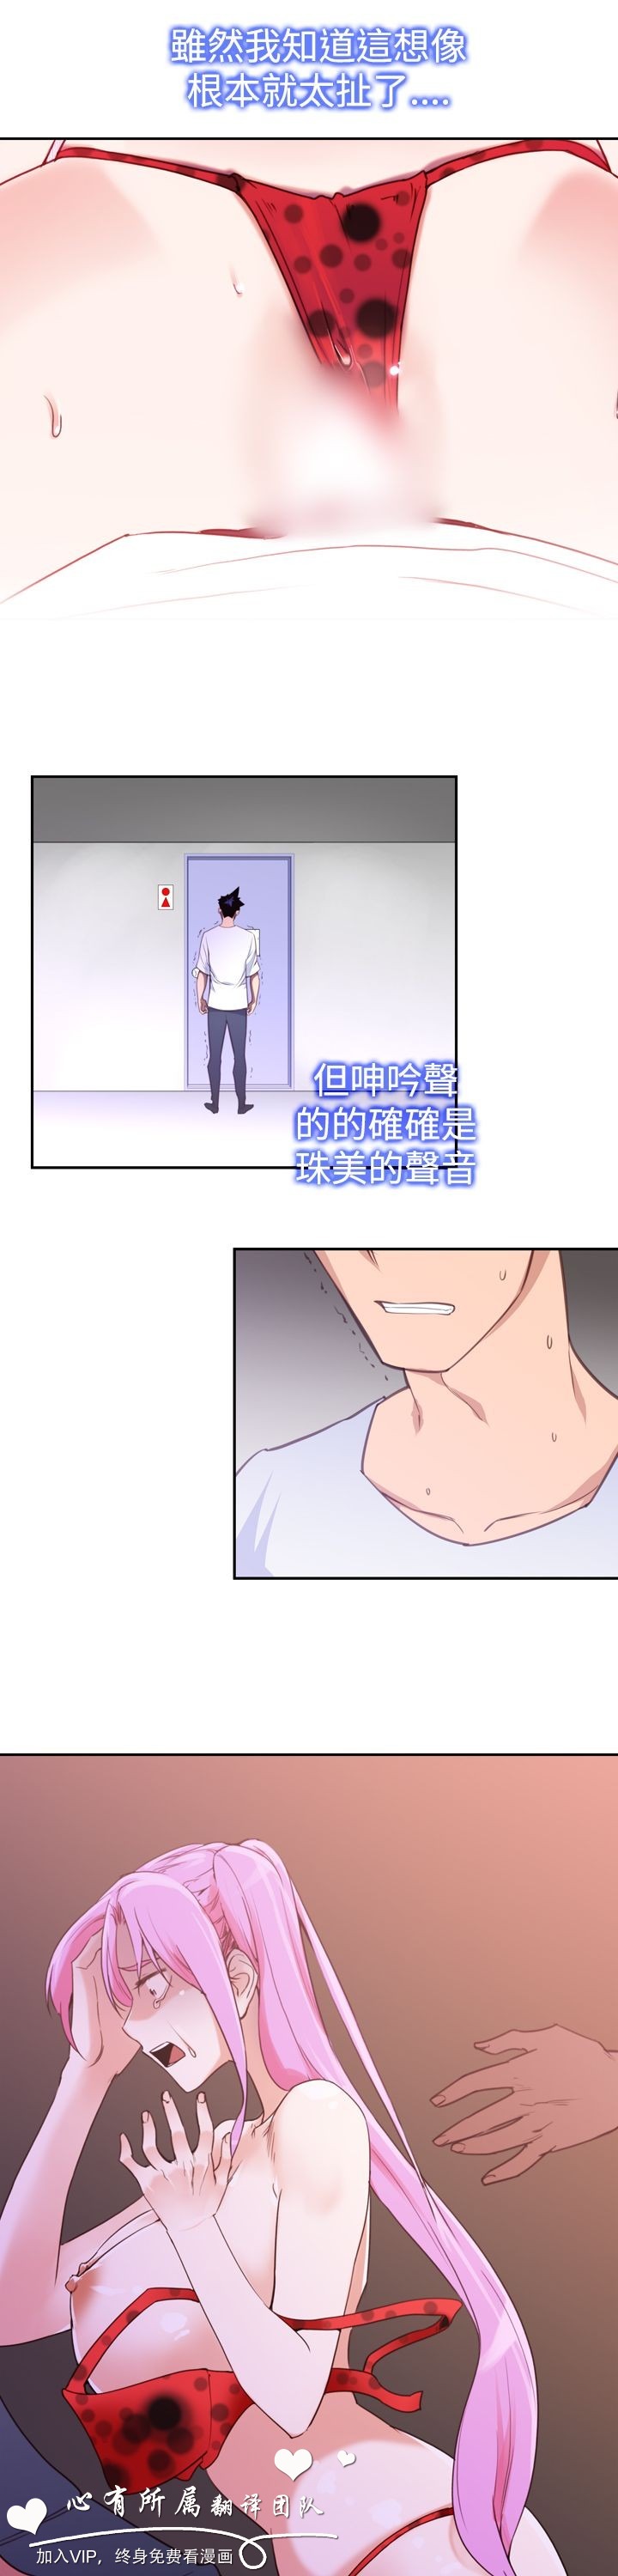 雖然我知道這想像
根本就太扯了....
但呻吟聲
的的確確是
珠美的聲音
心有所属翻译团队
加入VIP，终身免费看漫画